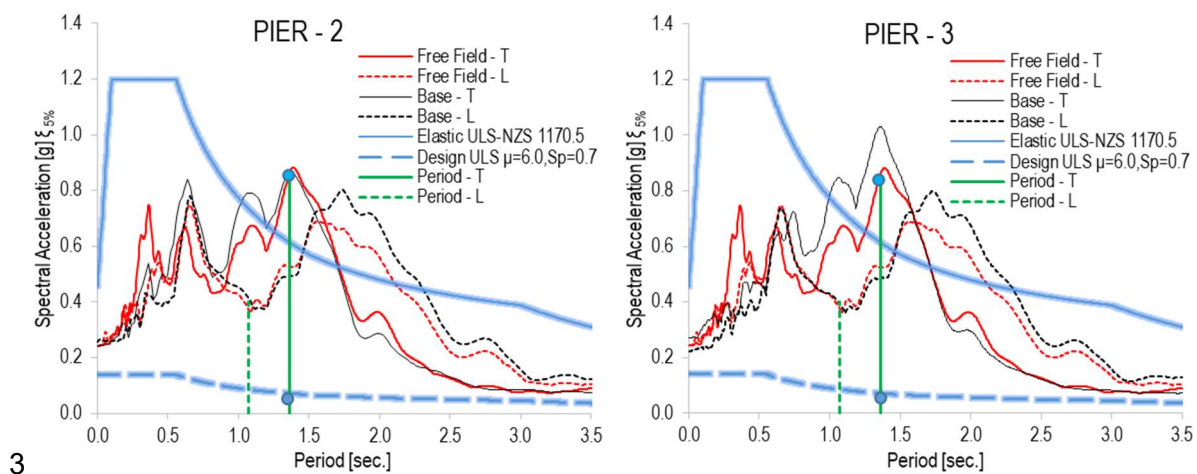 PIER - 2
Free Field - T
Free Field - L
Base - T
Base - L
Elastic ULS-NZS 1170.5
Design ULS μ=6.0,Sp=0.7
Period - T
Period - L
Spectral Acceleration [g] ξ5%
1.4
1.2
1.0
0.8
0.6
0.4
0.2
0.0
0.0 0.5 1.0 1.5 2.0 2.5 3.0 3.5
Period [sec.]
PIER - 3
Free Field - T
Free Field - L
Base - T
Base - L
Elastic ULS-NZS 1170.5
Design ULS μ=6.0,Sp=0.7
Period - T
Period - L
Spectral Acceleration [g] ξ5%
1.4
1.2
1.0
0.8
0.6
0.4
0.2
0.0
0.0 0.5 1.0 1.5 2.0 2.5 3.0 3.5
Period [sec.]
3